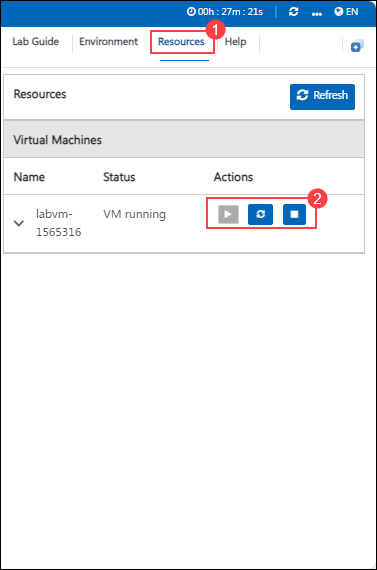 00h : 27m : 21s
EN
1
Lab Guide
Environment
Resources
Help
Resources
Refresh
Virtual Machines
Name
Status
Actions
2
labvm-
1565316
VM running